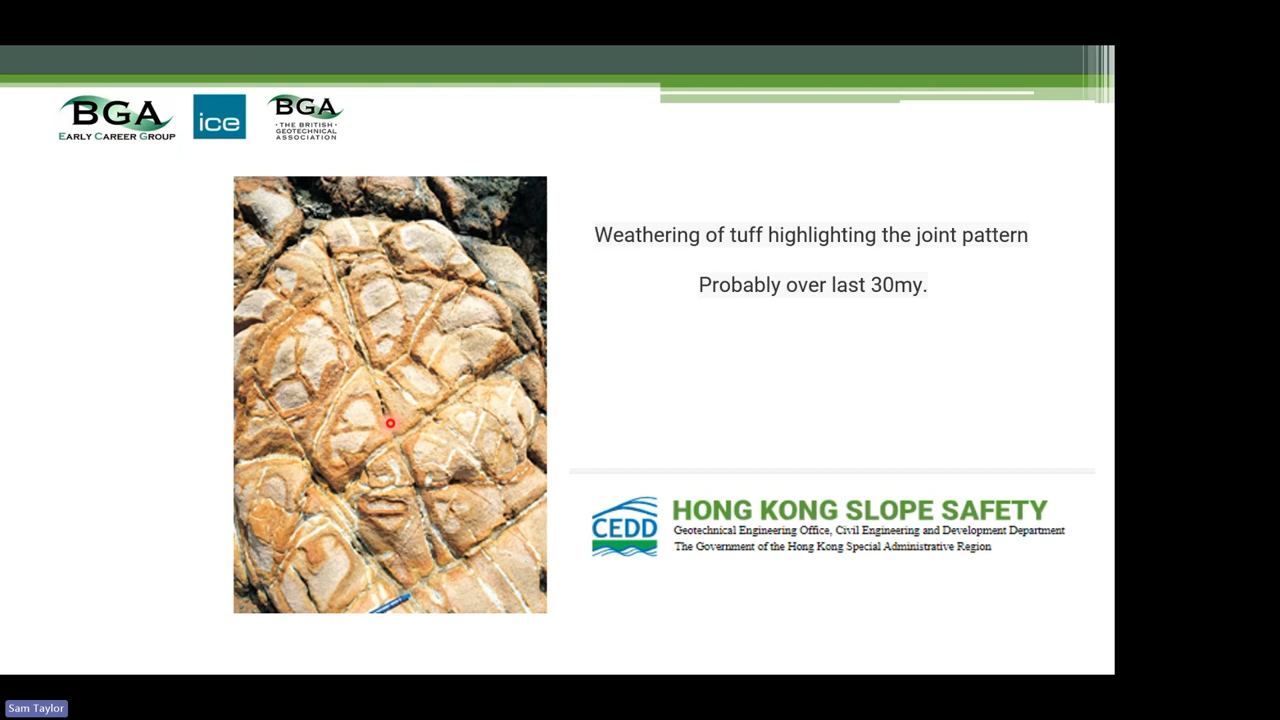 BGA
EARLY CAREER GROUP
ice
BGA
·THE BRITISH·
GEOTECHNICAL
ASSOCIATION
Weathering of tuff highlighting the joint pattern
Probably over last 30my.
CEDD
HONG KONG SLOPE SAFETY
Geotechnical Engineering Office, Civil Engineering and Development Department
The Government of the Hong Kong Special Administrative Region
Sam Taylor